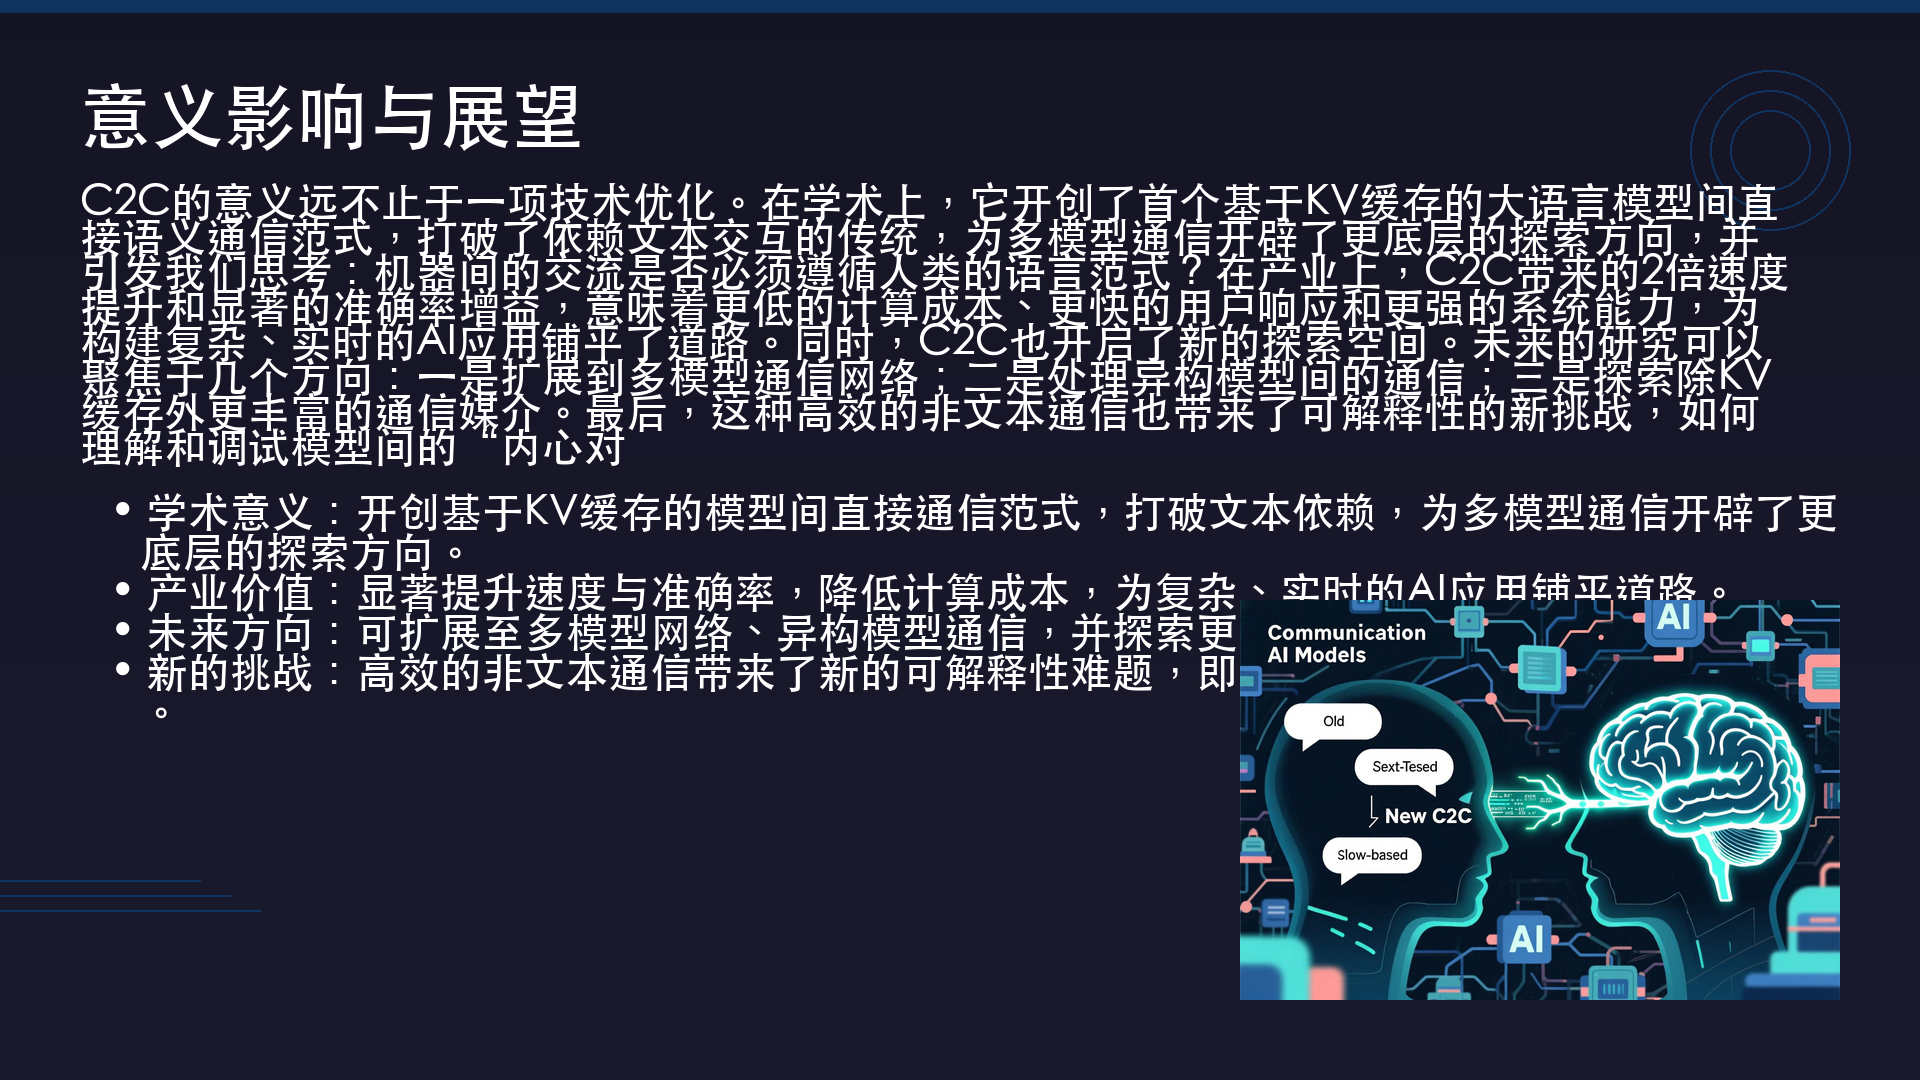 意义影响与展望
C2C的意义远不止于一项技术优化。在学术上，它开创了首个基于KV缓存的大语言模型间直
接语义通信范式，打破了依赖文本交互的传统，为多模型通信开辟了更底层的探索方向，并
引发我们思考：机器间的交流是否必须遵循人类的语言范式？在产业上，C2C带来的2倍速度
提升和显著的准确率增益，意味着更低的计算成本、更快的用户响应和更强的系统能力，为
构建复杂、实时的AI应用铺平了道路。同时，C2C也开启了新的探索空间。未来的研究可以
聚焦于几个方向：一是扩展到多模型通信网络；二是处理异构模型间的通信；三是探索除KV
缓存外更丰富的通信媒介。最后，这种高效的非文本通信也带来了可解释性的新挑战，如何
理解和调试模型间的“内心对
• 学术意义：开创基于KV缓存的模型间直接通信范式，打破文本依赖，为多模型通信开辟了更
底层的探索方向。
• 产业价值：显著提升速度与准确率，降低计算成本，为复杂、实时的AI应用铺平道路。
• 未来方向：可扩展至多模型网络、异构模型通信，并探索更
• 新的挑战：高效的非文本通信带来了新的可解释性难题，即
。
Communication
AI Models
Old
Sext-Tesed
New C2C
Slow-based
AI
AI